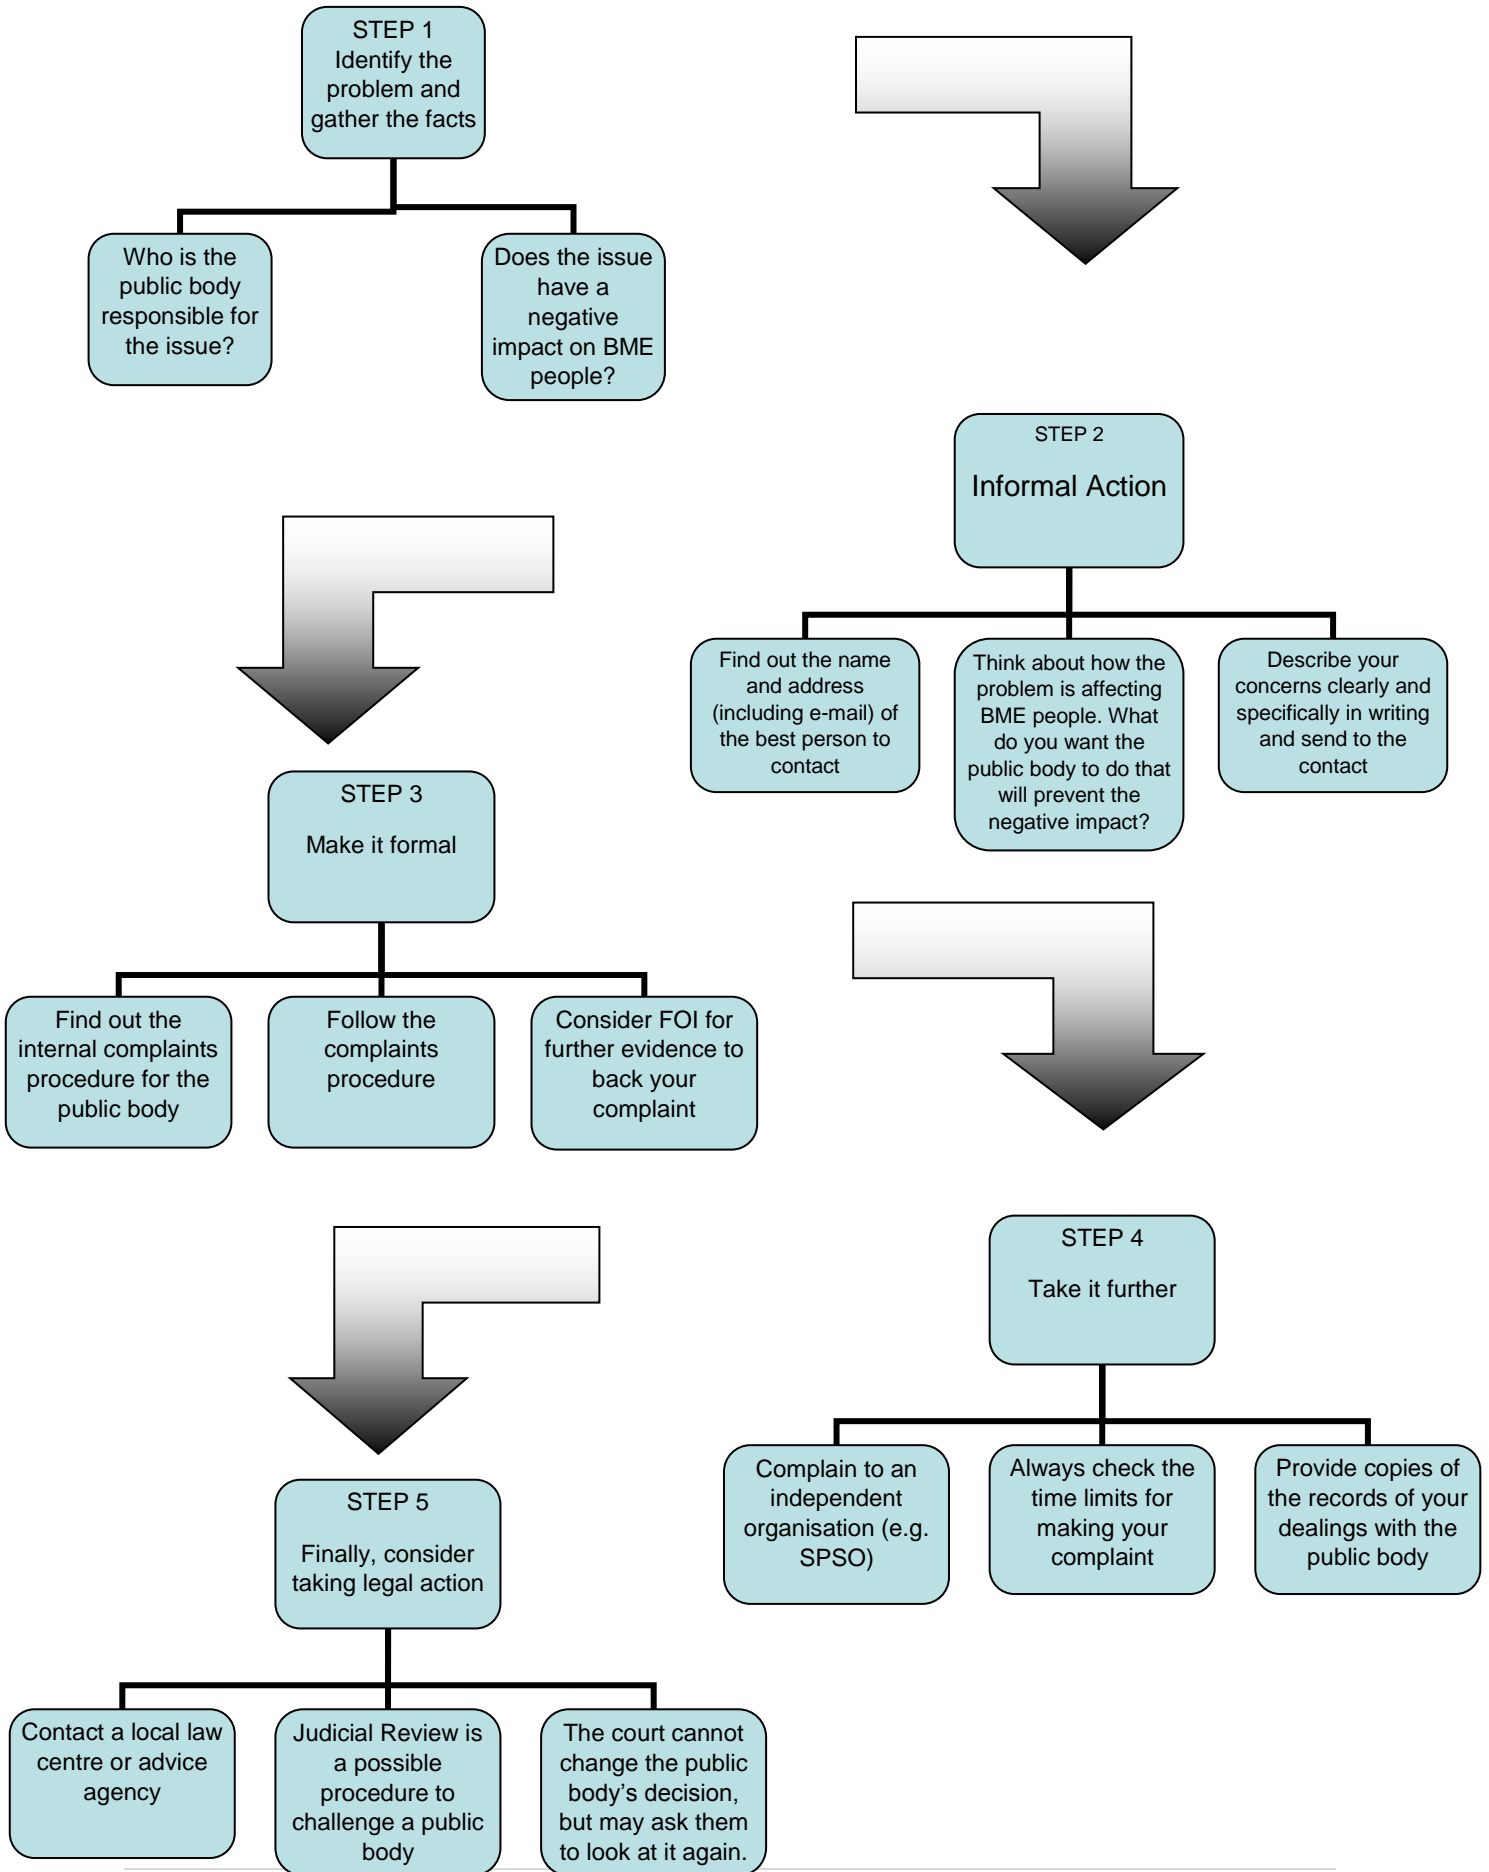 STEP 1
Identify the
problem and
gather the facts
Who is the
public body
responsible for
the issue?
Does the issue
have a
negative
impact on BME
people?
STEP 2
Informal Action
Find out the name
and address
(including e-mail) of
the best person to
contact
Think about how the
problem is affecting
BME people. What
do you want the
public body to do that
will prevent the
negative impact?
Describe your
concerns clearly and
specifically in writing
and send to the
contact
STEP 3
Make it formal
Find out the
internal complaints
procedure for the
public body
Follow the
complaints
procedure
Consider FOI for
further evidence to
back your
complaint
STEP 4
Take it further
Complain to an
independent
organisation (e.g.
SPSO)
Always check the
time limits for
making your
complaint
Provide copies of
the records of your
dealings with the
public body
STEP 5
Finally, consider
taking legal action
Contact a local law
centre or advice
agency
Judicial Review is
a possible
procedure to
challenge a public
body
The court cannot
change the public
body’s decision,
but may ask them
to look at it again.